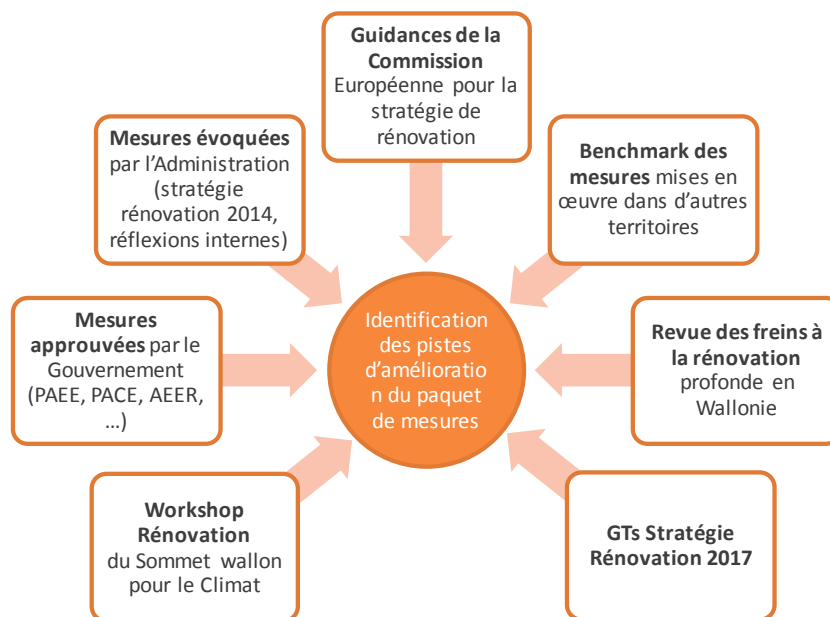 Guidances de la
Commission
Européenne pour la
stratégie de
rénovation
Mesures évoquées
par l’Administration
(stratégie
rénovation 2014,
réflexions internes)
Benchmark des
mesures mises en
œuvre dans d’autres
territoires
Mesures
approuvées par le
Gouvernement
(PAEE, PACE, AEER,
…)
Identification
des pistes
d’amélioratio
n du paquet
de mesures
Revue des freins à
la rénovation
profonde en
Wallonie
Workshop
Rénovation
du Sommet wallon
pour le Climat
GTs Stratégie
Rénovation 2017